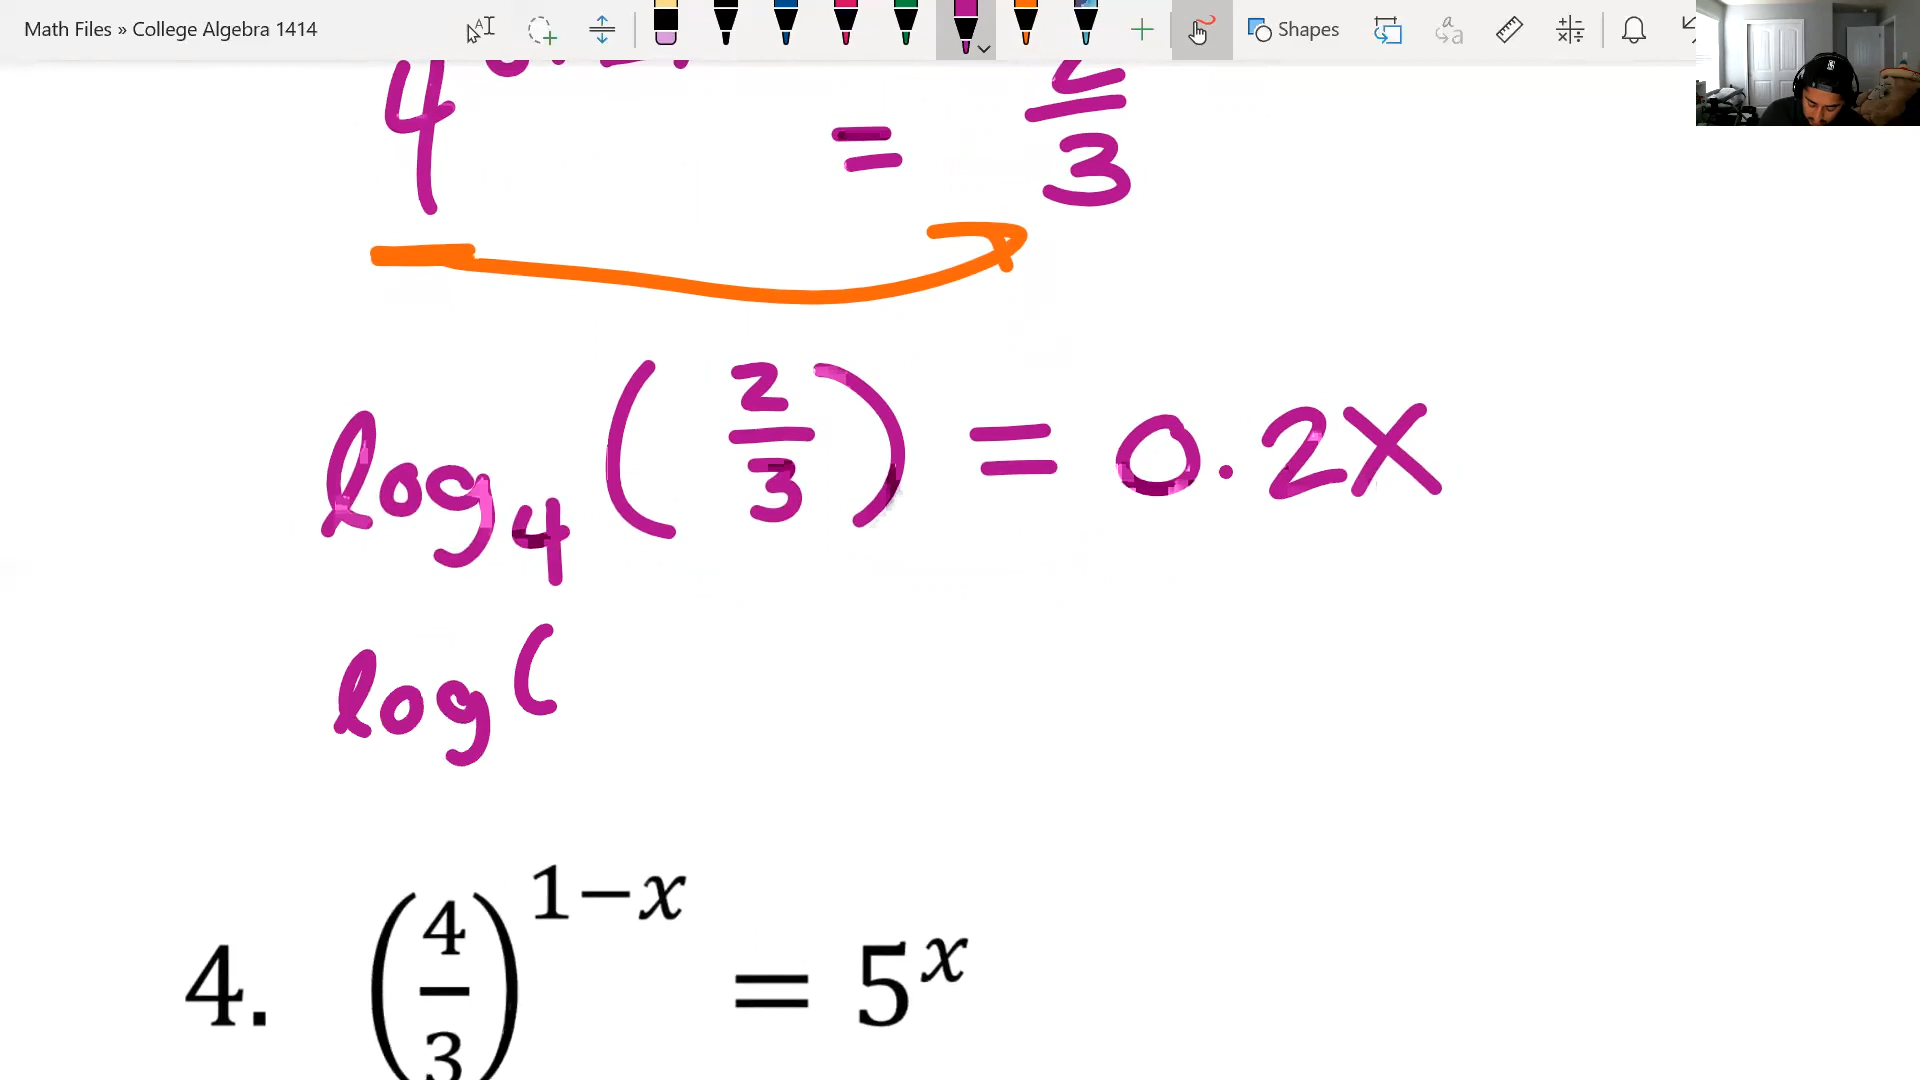 Math Files » College Algebra 1414
Shapes
4 = 2/3
log₄(2/3) = 0.2X
log(
4. (4/3)^(1−x) = 5^x